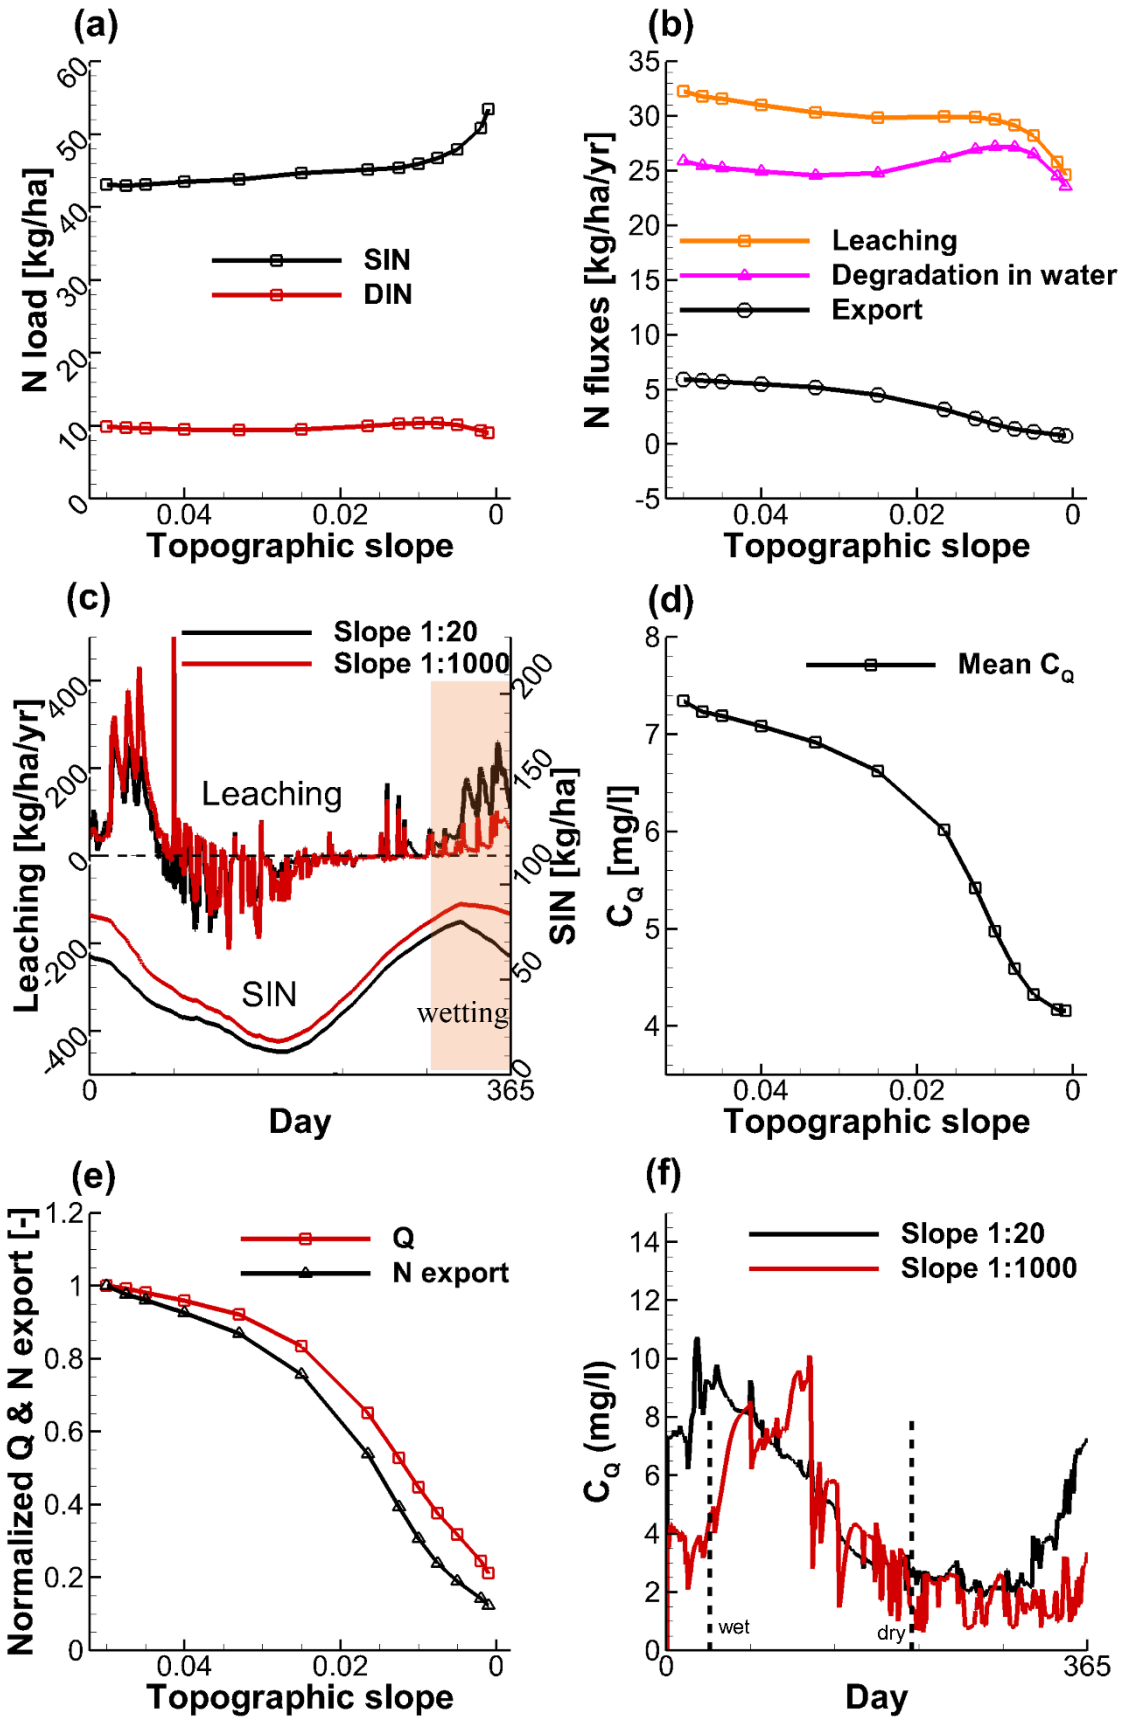 (a)
60
50
40
30
20
10
0
N load [kg/ha]
SIN
DIN
0.04
0.02
0
Topographic slope
(b)
35
30
25
20
15
10
5
0
-5
N fluxes [kg/ha/yr]
Leaching
Degradation in water
Export
0.04
0.02
0
Topographic slope
(c)
Slope 1:20
Slope 1:1000
400
200
0
-200
-400
Leaching [kg/ha/yr]
200
150
100
50
0
SIN [kg/ha]
Leaching
SIN
wetting
0
365
Day
(d)
8
7
6
5
4
C_Q [mg/l]
Mean C_Q
0.04
0.02
0
Topographic slope
(e)
1.2
1
0.8
0.6
0.4
0.2
0
Normalized Q & N export [-]
Q
N export
0.04
0.02
0
Topographic slope
(f)
14
12
10
8
6
4
2
0
C_Q (mg/l)
Slope 1:20
Slope 1:1000
wet
dry
0
365
Day